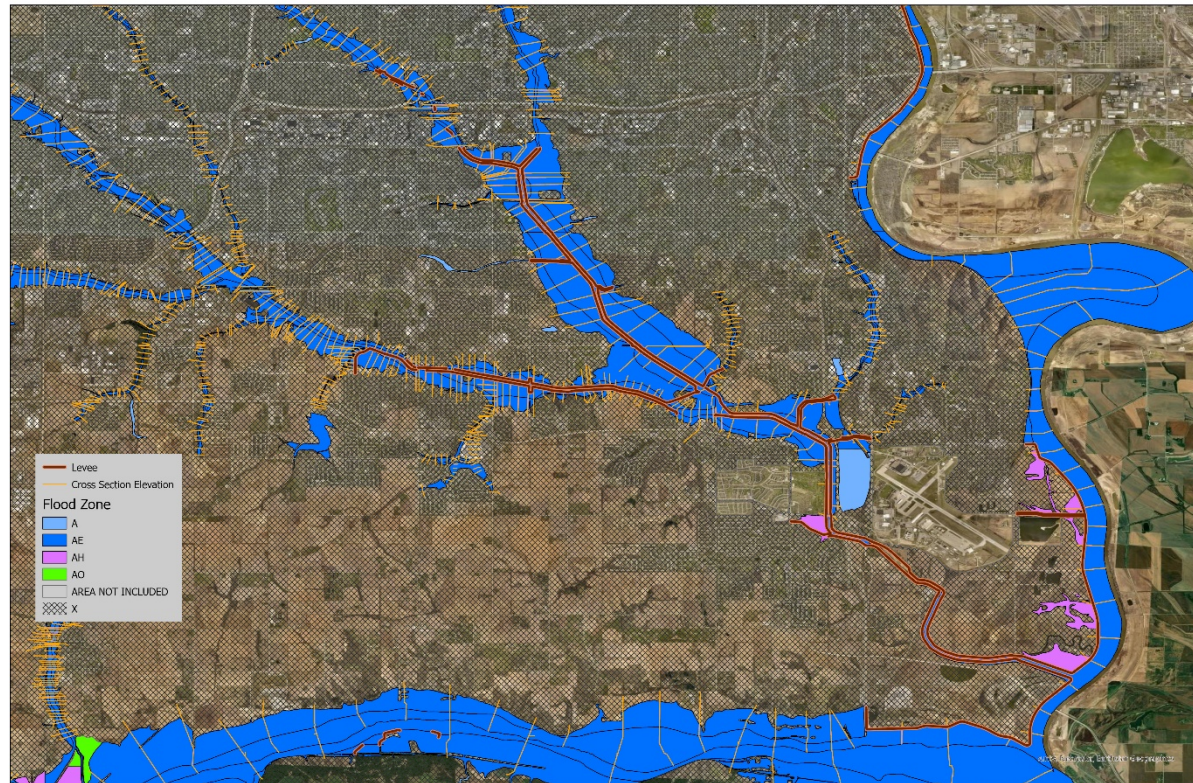 Levee
Cross Section Elevation
Flood Zone
A
AE
AH
AO
AREA NOT INCLUDED
X